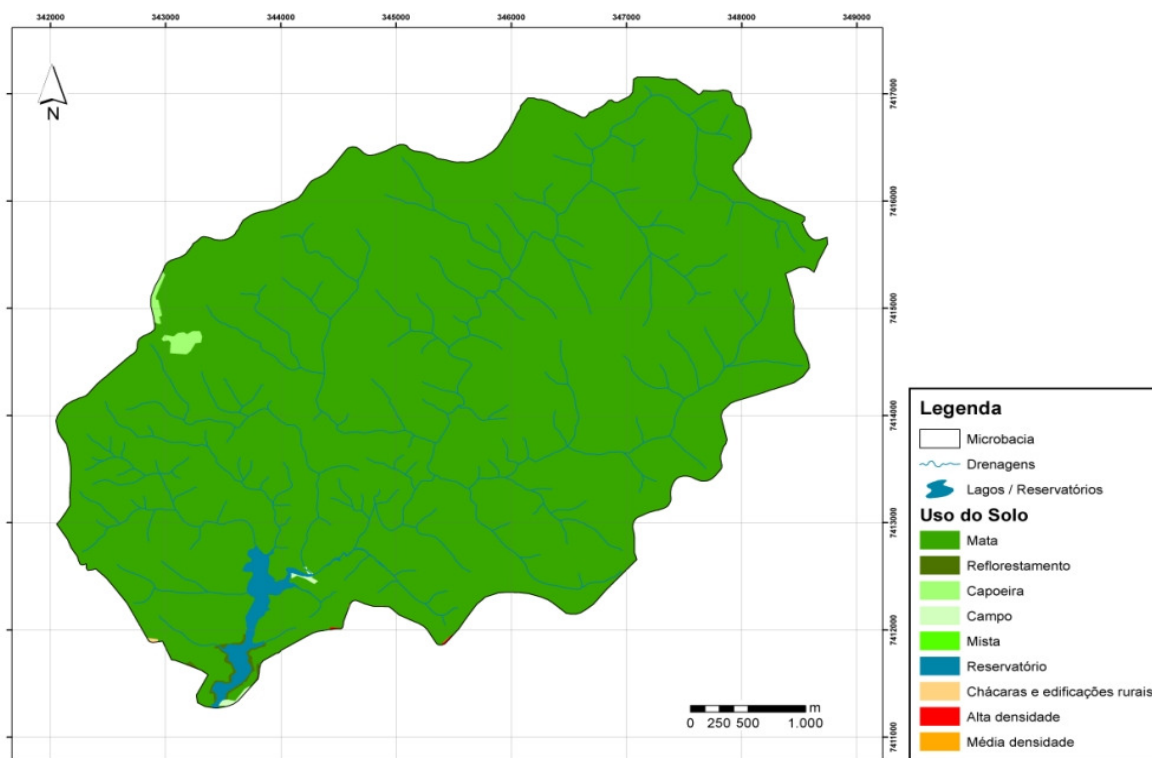 342000 343000 344000 345000 346000 347000 348000 349000
N
7417000
7416000
7415000
7414000
7413000
7412000
7411000
m
0 250 500 1.000
Legenda
Microbacia
Drenagens
Lagos / Reservatórios
Uso do Solo
Mata
Reflorestamento
Capoeira
Campo
Mista
Reservatório
Chácaras e edificações rurais
Alta densidade
Média densidade